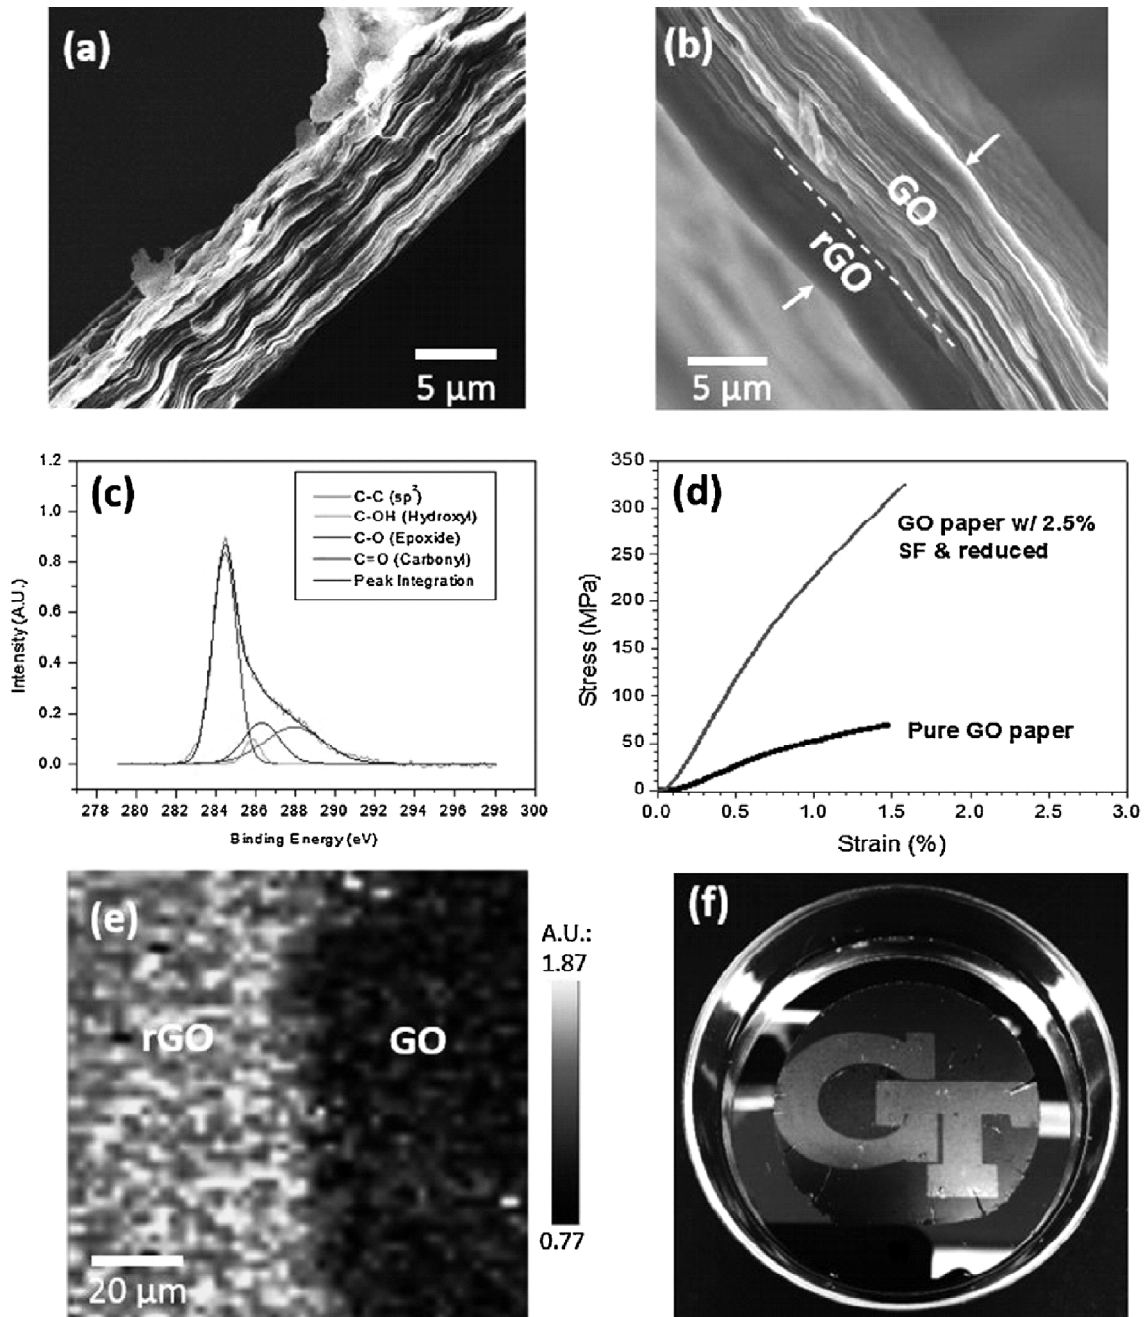 (a)
5 μm
(b)
GO
rGO
5 μm
(c)
1.2
1.0
0.8
0.6
0.4
0.2
0.0
Intensity (A.U.)
C-C (sp²)
C-OH (Hydroxyl)
C-O (Epoxide)
C=O (Carbonyl)
Peak Integration
278 280 282 284 286 288 290 292 294 296 298 300
Binding Energy (eV)
(d)
350
300
250
200
150
100
50
0
Stress (MPa)
GO paper w/ 2.5%
SF & reduced
Pure GO paper
0.0 0.5 1.0 1.5 2.0 2.5 3.0
Strain (%)
(e)
rGO
GO
20 μm
A.U.:
1.87
0.77
(f)
GT